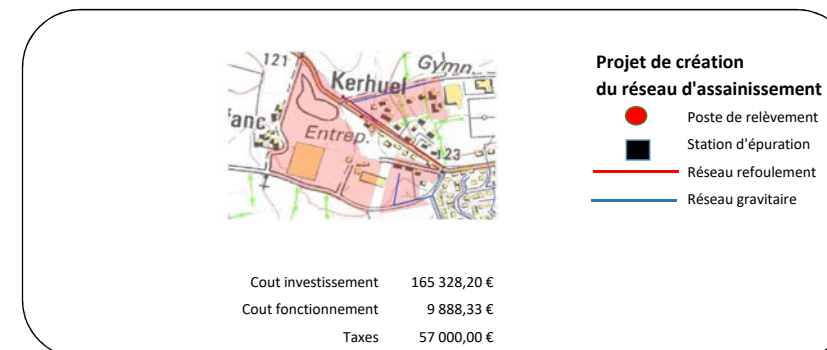 121
Gymn.
Kerhuel
anc
Entrep.
123
Projet de création
du réseau d'assainissement
Poste de relèvement
Station d'épuration
Réseau refoulement
Réseau gravitaire
Cout investissement 165 328,20 €
Cout fonctionnement 9 888,33 €
Taxes 57 000,00 €